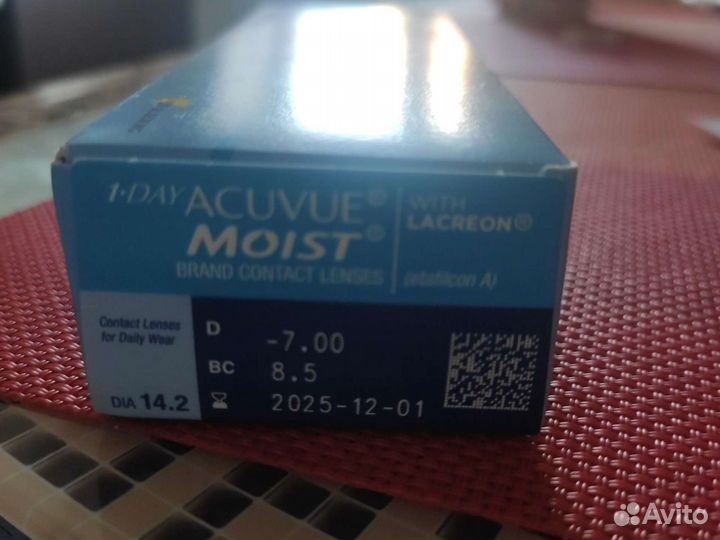 1·DAY ACUVUE®
MOIST®
BRAND CONTACT LENSES
WITH
LACREON®
(etafilcon A)
Contact Lenses
for Daily Wear
DIA 14.2
D -7.00
BC 8.5
2025-12-01
Avito